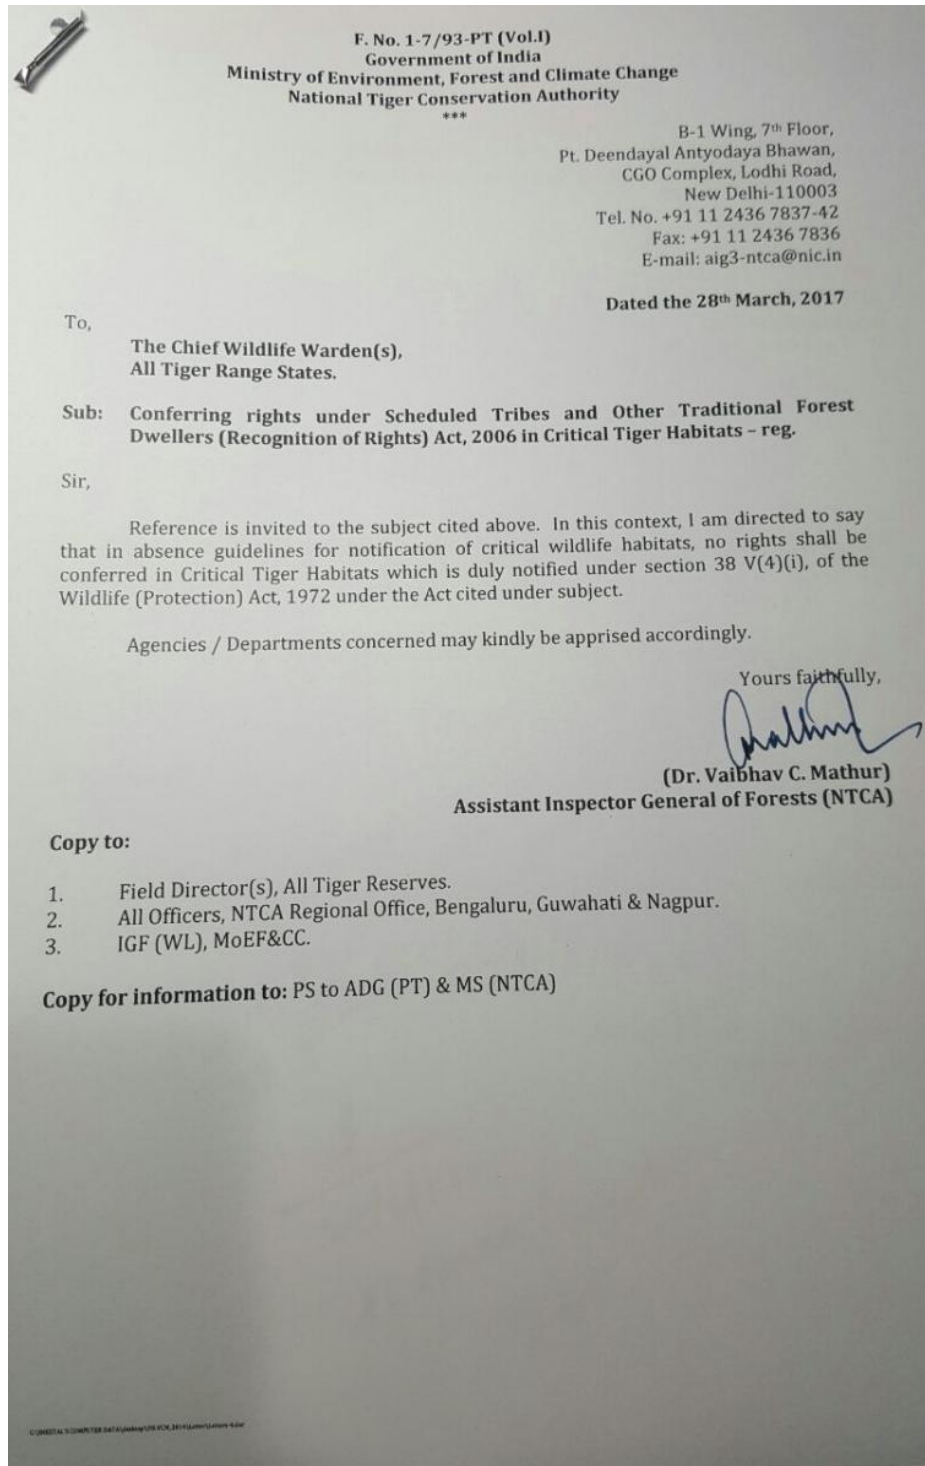 F. No. 1-7/93-PT (Vol.I)
Government of India
Ministry of Environment, Forest and Climate Change
National Tiger Conservation Authority
***
B-1 Wing, 7th Floor,
Pt. Deendayal Antyodaya Bhawan,
CGO Complex, Lodhi Road,
New Delhi-110003
Tel. No. +91 11 2436 7837-42
Fax: +91 11 2436 7836
E-mail: aig3-ntca@nic.in
Dated the 28th March, 2017
To,
The Chief Wildlife Warden(s),
All Tiger Range States.
Sub: Conferring rights under Scheduled Tribes and Other Traditional Forest
Dwellers (Recognition of Rights) Act, 2006 in Critical Tiger Habitats – reg.
Sir,
Reference is invited to the subject cited above. In this context, I am directed to say
that in absence guidelines for notification of critical wildlife habitats, no rights shall be
conferred in Critical Tiger Habitats which is duly notified under section 38 V(4)(i), of the
Wildlife (Protection) Act, 1972 under the Act cited under subject.
Agencies / Departments concerned may kindly be apprised accordingly.
Yours faithfully,
(Dr. Vaibhav C. Mathur)
Assistant Inspector General of Forests (NTCA)
Copy to:
1. Field Director(s), All Tiger Reserves.
2. All Officers, NTCA Regional Office, Bengaluru, Guwahati & Nagpur.
3. IGF (WL), MoEF&CC.
Copy for information to: PS to ADG (PT) & MS (NTCA)